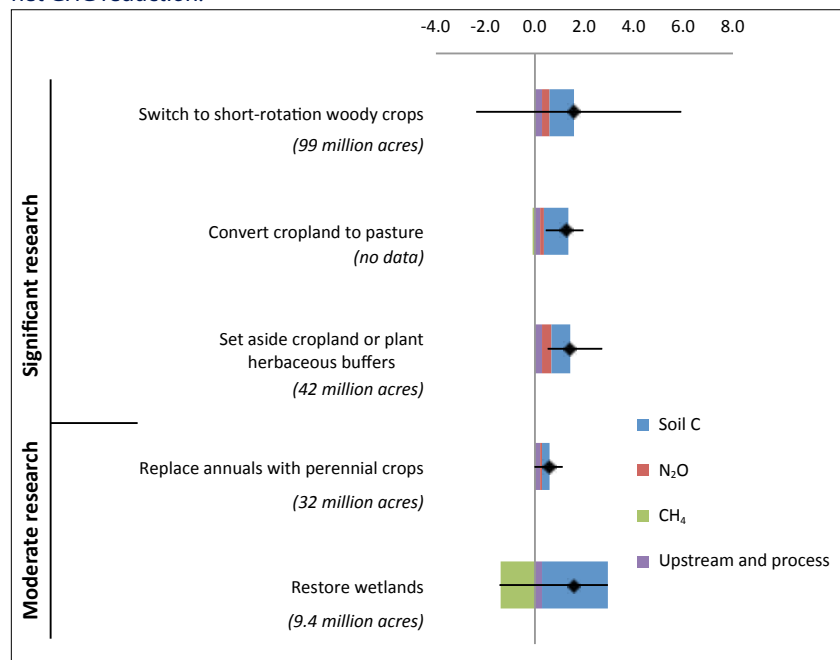 -4.0 -2.0 0.0 2.0 4.0 6.0 8.0
Significant research
Switch to short-rotation woody crops
(99 million acres)
Convert cropland to pasture
(no data)
Set aside cropland or plant
herbaceous buffers
(42 million acres)
Moderate research
Replace annuals with perennial crops
(32 million acres)
Restore wetlands
(9.4 million acres)
Soil C
N₂O
CH₄
Upstream and process